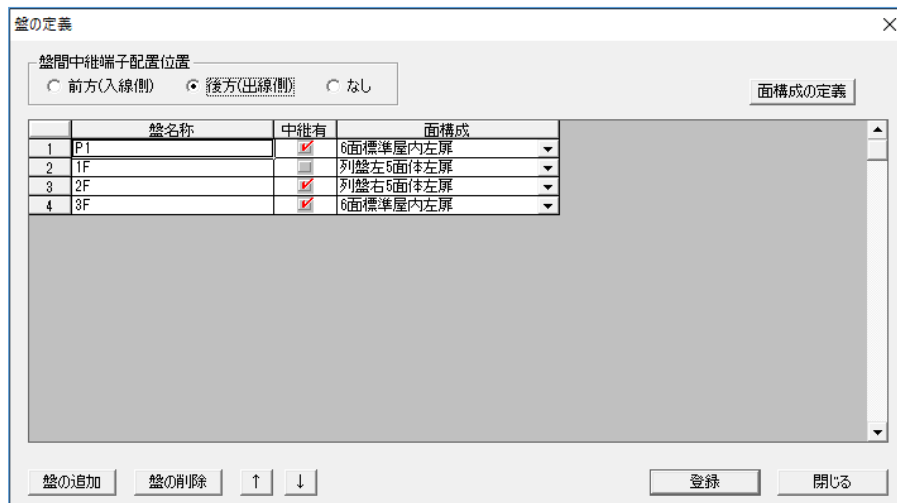 盤の定義
盤間中継端子配置位置
前方(入線側) 後方(出線側) なし
面構成の定義
盤名称 中継有 面構成
1 P1 6面標準屋内左扉
2 1F 列盤左5面体左扉
3 2F 列盤右5面体左扉
4 3F 6面標準屋内左扉
盤の追加 盤の削除 ↑ ↓ 登録 閉じる